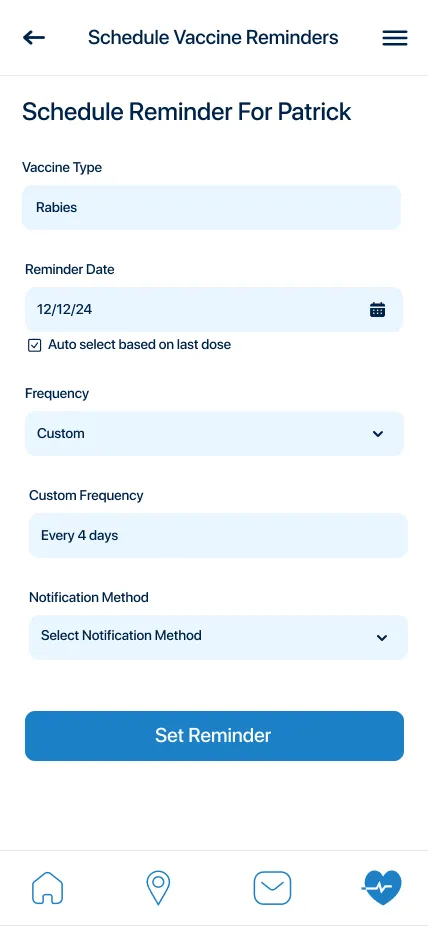 Schedule Vaccine Reminders
Schedule Reminder For Patrick
Vaccine Type
Rabies
Reminder Date
12/12/24
Auto select based on last dose
Frequency
Custom
Custom Frequency
Every 4 days
Notification Method
Select Notification Method
Set Reminder